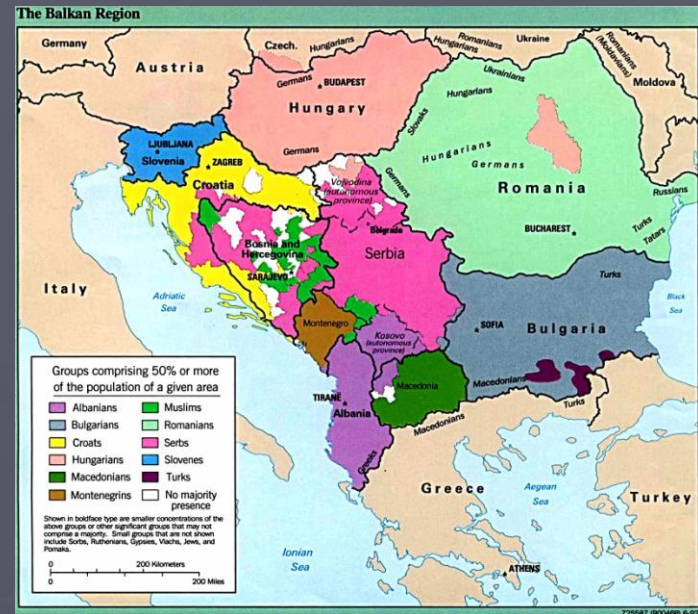 The Balkan Region
Germany
Czech.
Hungarians
Hungarians
Romanians
Ukraine
Romanians
(Moldavians)
Austria
Germans
BUDAPEST
Ukrainians
Moldova
Hungary
Hungarians
Slovaks
LJUBLJANA
Slovenia
Germans
Hungarians
Germans
ZAGREB
Croatia
Vojvodina
(autonomous
province)
Germans
Romania
Russians
Belgrade
BUCHAREST
Turks
Tatars
Bosnia and
Hercegovina
Serbia
SARAJEVO
Italy
Adriatic
Sea
Turks
Black
Sea
Montenegro
Kosovo
(autonomous
province)
SOFIA
Bulgaria
Macedonia
Macedonians
TIRANË
Albania
Turks
Macedonians
Greeks
Greece
Aegean
Sea
Turkey
Ionian
Sea
ATHENS
Groups comprising 50% or more
of the population of a given area
Albanians
Muslims
Bulgarians
Romanians
Croats
Serbs
Hungarians
Slovenes
Macedonians
Turks
Montenegrins
No majority
presence
Shown in boldface type are smaller concentrations of the
above groups or other significant groups that may not
comprise a majority. Small groups that are not shown
include Sorbs, Ruthenians, Gypsies, Vlachs, Jews, and
Pomaks.
0 200 Kilometers
0 200 Miles